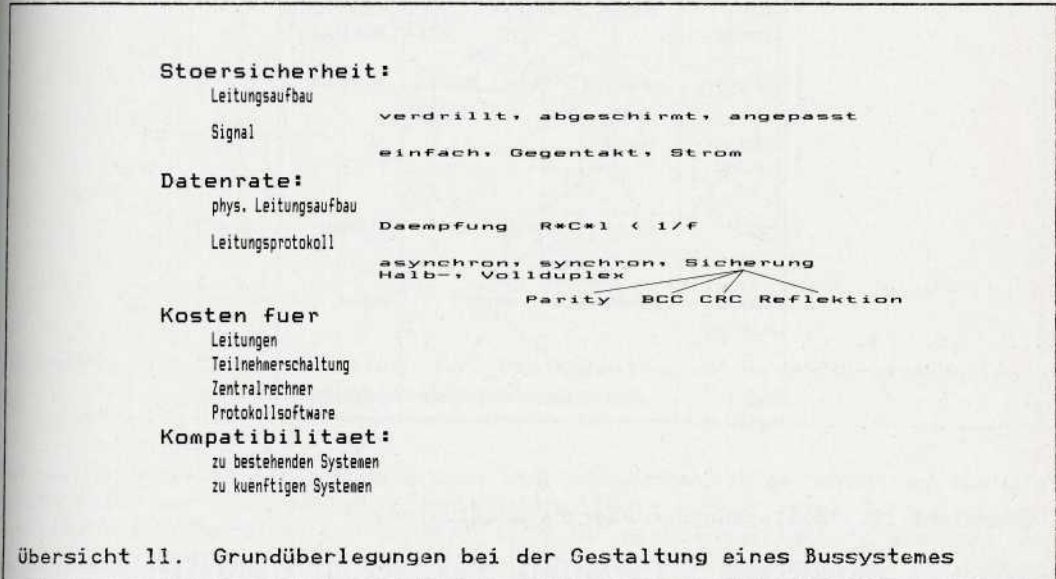 Stoersicherheit:
Leitungsaufbau
verdrillt, abgeschirmt, angepasst
Signal
einfach, Gegentakt, Strom
Datenrate:
phys. Leitungsaufbau
Daempfung R*C*l < 1/f
Leitungsprotokoll
asynchron, synchron, Sicherung
Halb-, Vollduplex
Parity BCC CRC Reflektion
Kosten fuer
Leitungen
Teilnehmerschaltung
Zentralrechner
Protokollsoftware
Kompatibilitaet:
zu bestehenden Systemen
zu kuenftigen Systemen
Übersicht 11. Grundüberlegungen bei der Gestaltung eines Bussystemes